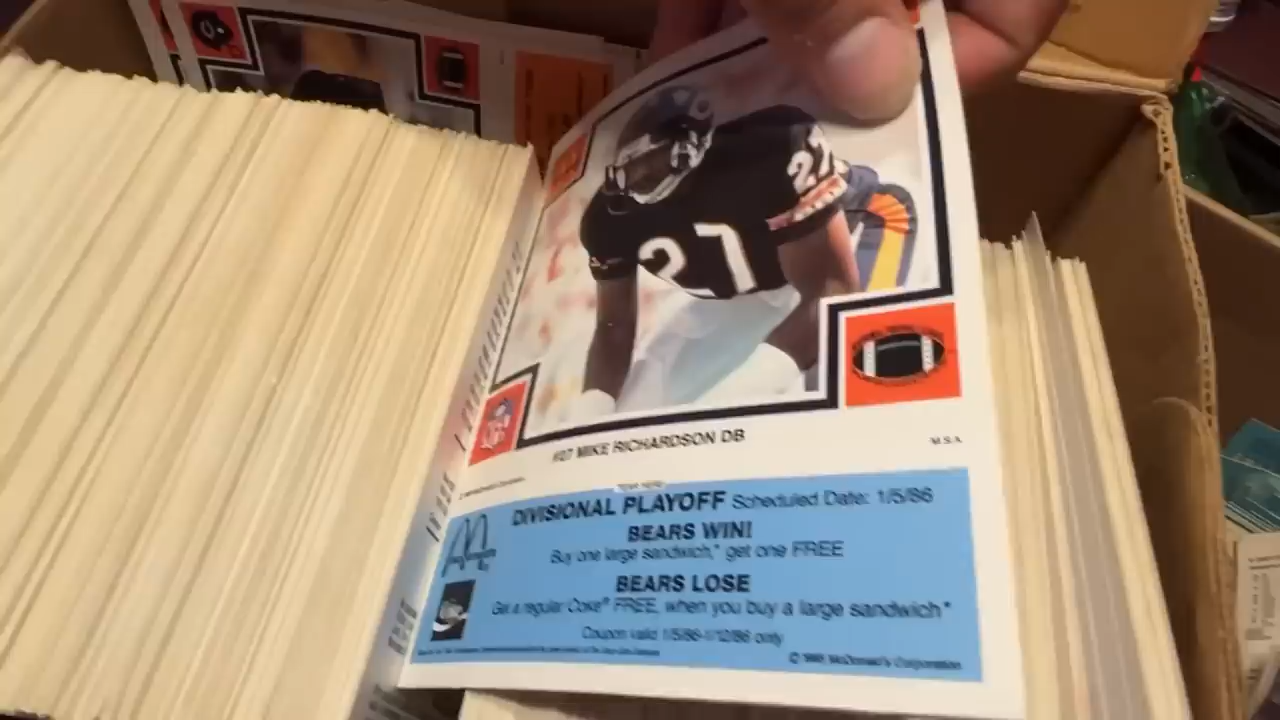 27
27
#27 MIKE RICHARDSON DB
M.S.A.
DIVISIONAL PLAYOFF Scheduled Date: 1/5/86
BEARS WIN!
Buy one large sandwich,* get one FREE
BEARS LOSE
Get a regular Coke® FREE, when you buy a large sandwich*
Coupon valid 1/5/86-1/12/86 only
McDonald's Corporation